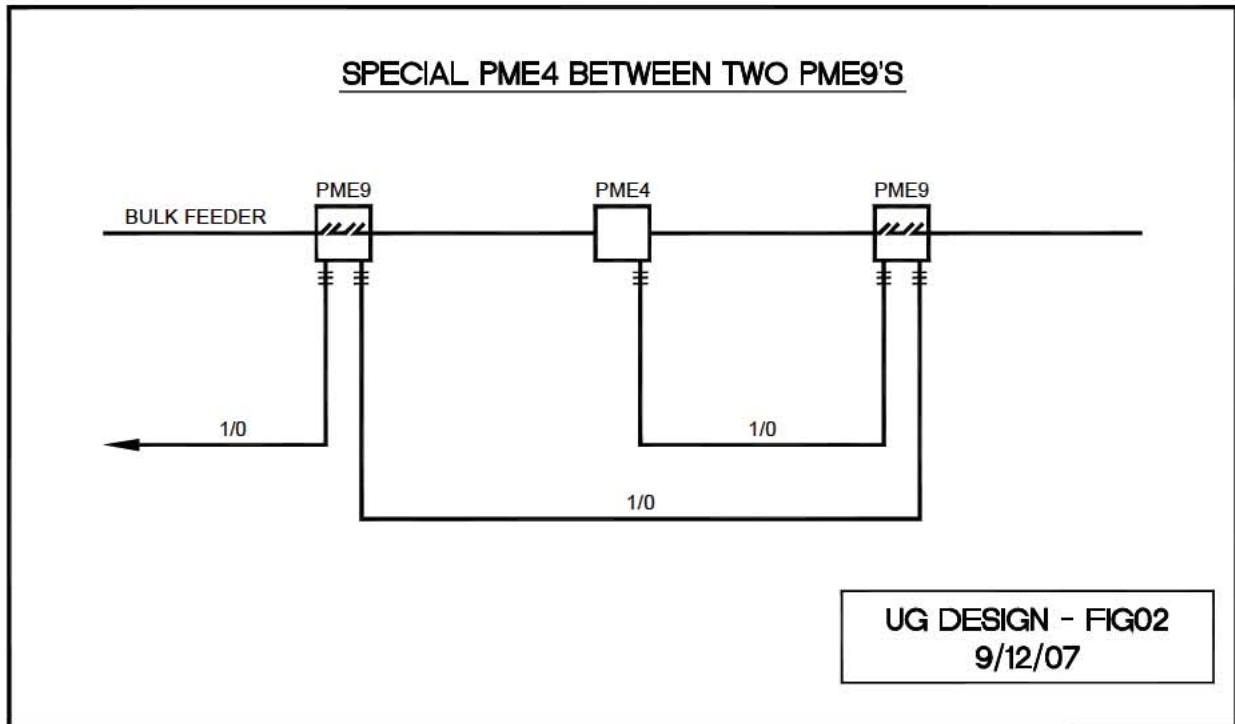 SPECIAL PME4 BETWEEN TWO PME9'S
PME9
PME4
PME9
BULK FEEDER
1/0
1/0
1/0
UG DESIGN - FIG02
9/12/07